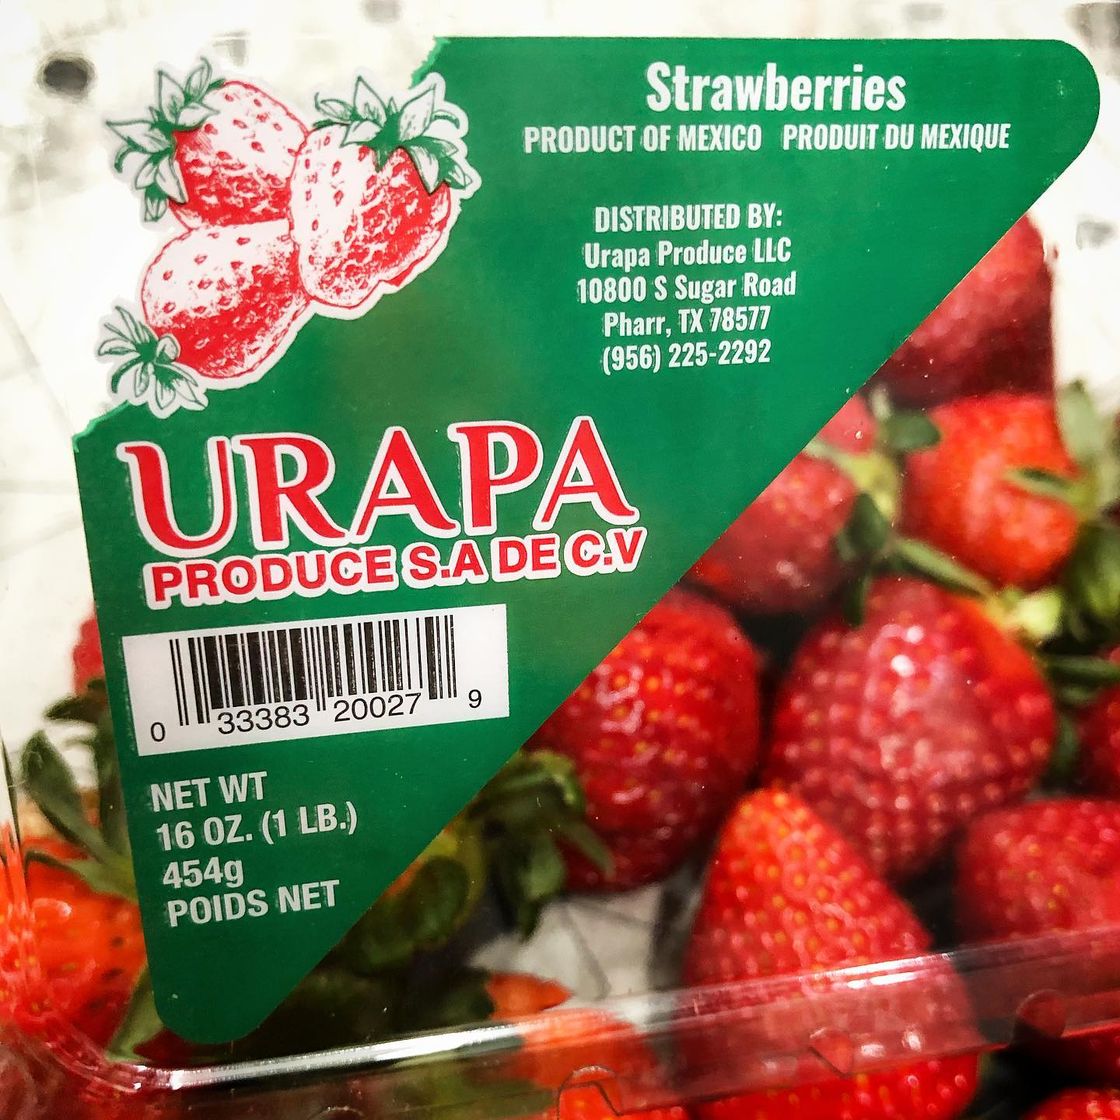 Strawberries
PRODUCT OF MEXICO PRODUIT DU MEXIQUE
DISTRIBUTED BY:
Urapa Produce LLC
10800 S Sugar Road
Pharr, TX 78577
(956) 225-2292
URAPA
PRODUCE S.A DE C.V
0 33383 20027 9
NET WT
16 OZ. (1 LB.)
454g
POIDS NET